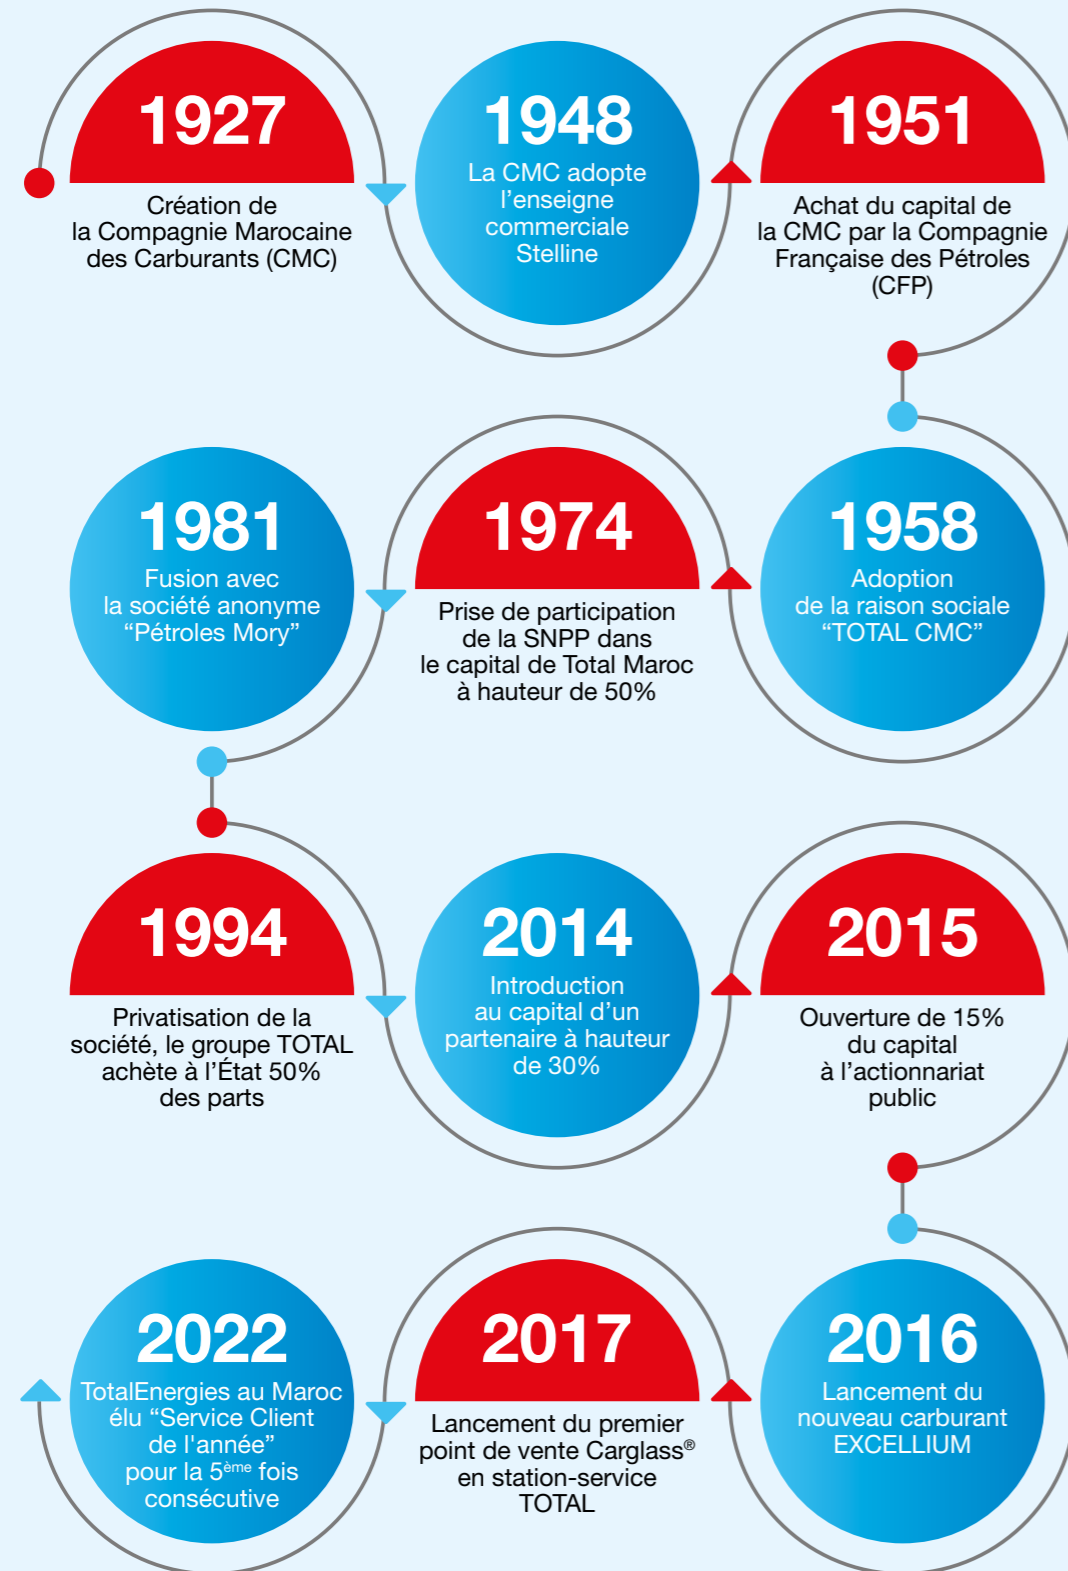 1927
Création de
la Compagnie Marocaine
des Carburants (CMC)
1948
La CMC adopte
l’enseigne
commerciale
Stelline
1951
Achat du capital de
la CMC par la Compagnie
Française des Pétroles
(CFP)
1958
Adoption
de la raison sociale
“TOTAL CMC”
1974
Prise de participation
de la SNPP dans
le capital de Total Maroc
à hauteur de 50%
1981
Fusion avec
la société anonyme
“Pétroles Mory”
1994
Privatisation de la
société, le groupe TOTAL
achète à l’État 50%
des parts
2014
Introduction
au capital d’un
partenaire à hauteur
de 30%
2015
Ouverture de 15%
du capital
à l’actionnariat
public
2016
Lancement du
nouveau carburant
EXCELLIUM
2017
Lancement du premier
point de vente Carglass®
en station-service
TOTAL
2022
TotalEnergies au Maroc
élu “Service Client
de l'année”
pour la 5ème fois
consécutive